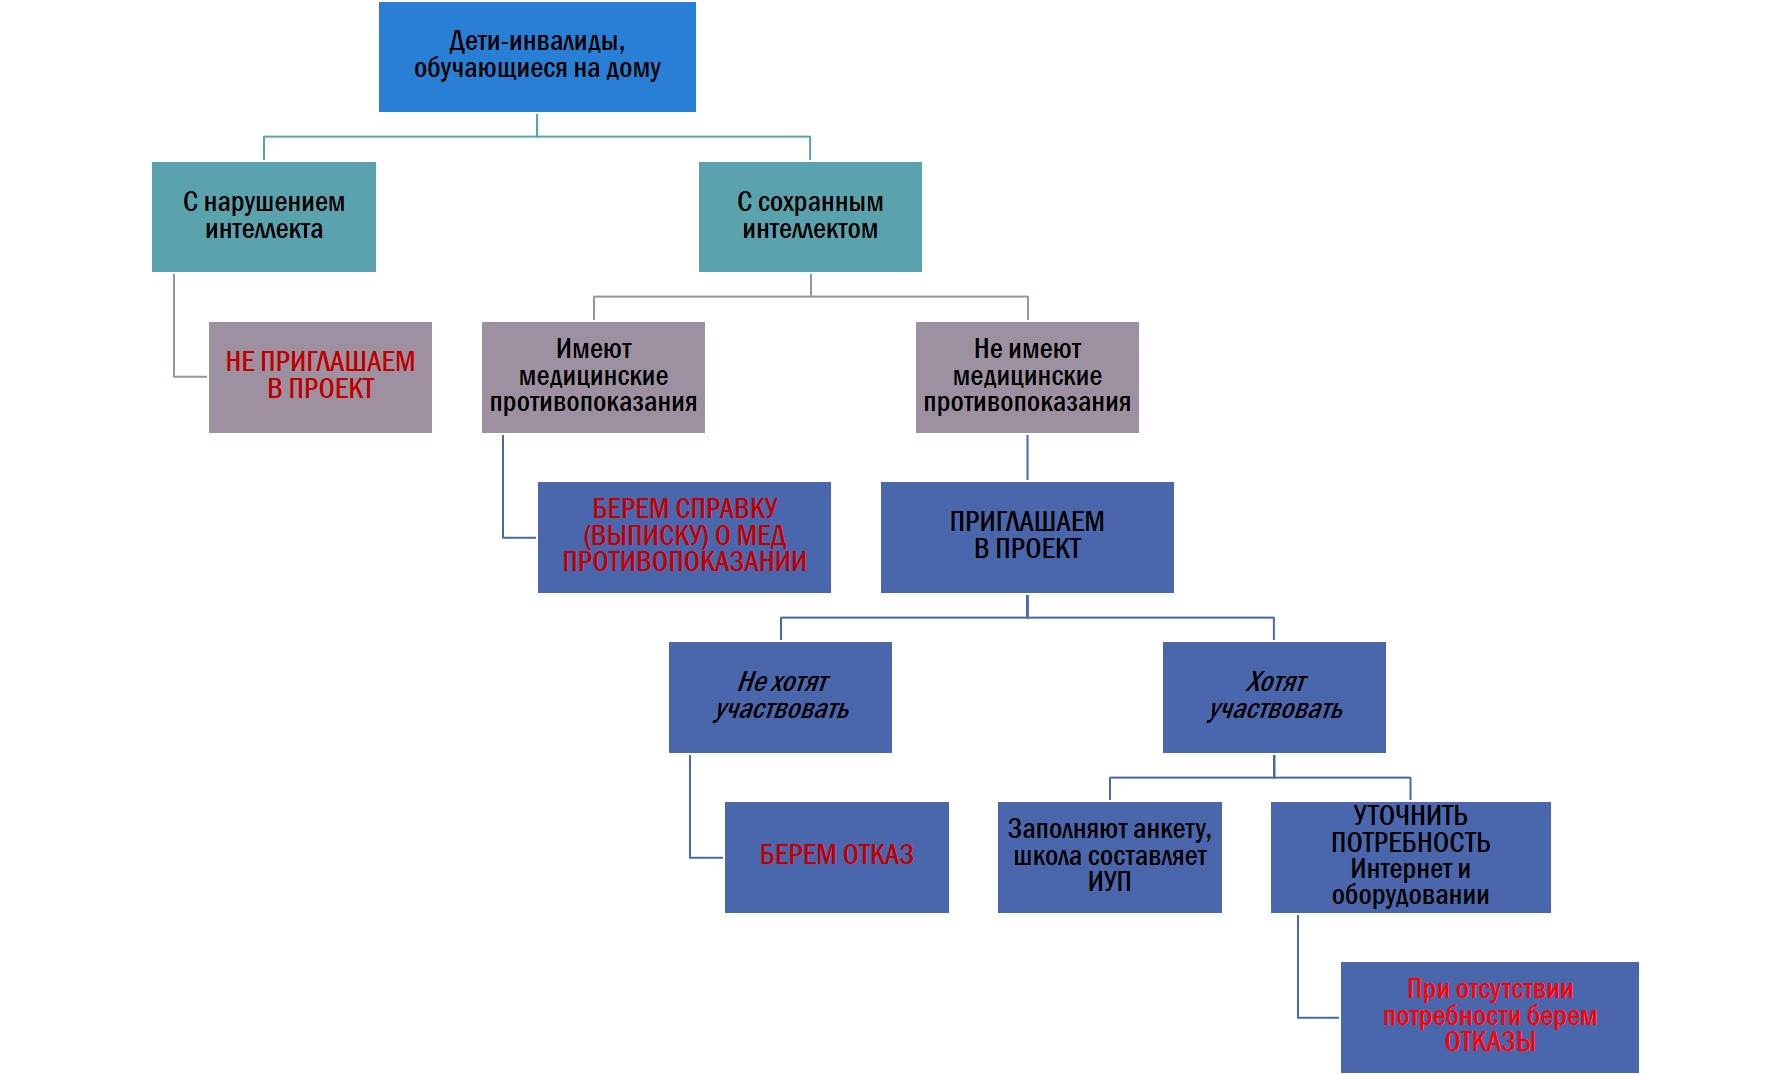 Дети-инвалиды,
обучающиеся на дому
С нарушением
интеллекта
С сохранным
интеллектом
НЕ ПРИГЛАШАЕМ
В ПРОЕКТ
Имеют
медицинские
противопоказания
Не имеют
медицинские
противопоказания
БЕРЕМ СПРАВКУ
(ВЫПИСКУ) О МЕД
ПРОТИВОПОКАЗАНИИ
ПРИГЛАШАЕМ
В ПРОЕКТ
Не хотят
участвовать
Хотят
участвовать
БЕРЕМ ОТКАЗ
Заполняют анкету,
школа составляет
ИУП
УТОЧНИТЬ
ПОТРЕБНОСТЬ
Интернет и
оборудовании
При отсутствии
потребности берем
ОТКАЗЫ